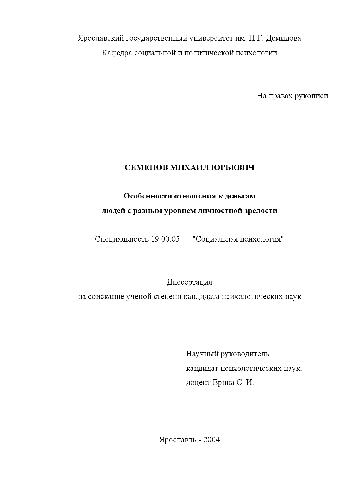 Ярославский государственный университет им. П.Г. Демидова
Кафедра социальной и политической психологии
На правах рукописи
СЕМЕНОВ МИХАИЛ ЮРЬЕВИЧ
Особенности отношения к деньгам
людей с разным уровнем личностной зрелости
Специальность 19.00.05 "Социальная психология"
Диссертация
на соискание ученой степени кандидата психологических наук
Научный руководитель
кандидат психологических наук,
доцент С. И.
Ярославль - 2004